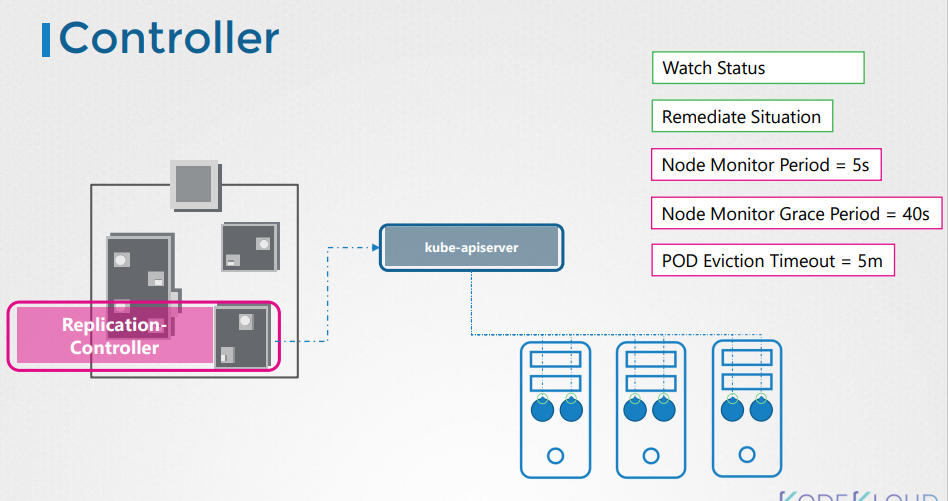 Controller
Watch Status
Remediate Situation
Node Monitor Period = 5s
Node Monitor Grace Period = 40s
POD Eviction Timeout = 5m
kube-apiserver
Replication-
Controller
KODEKLOUD